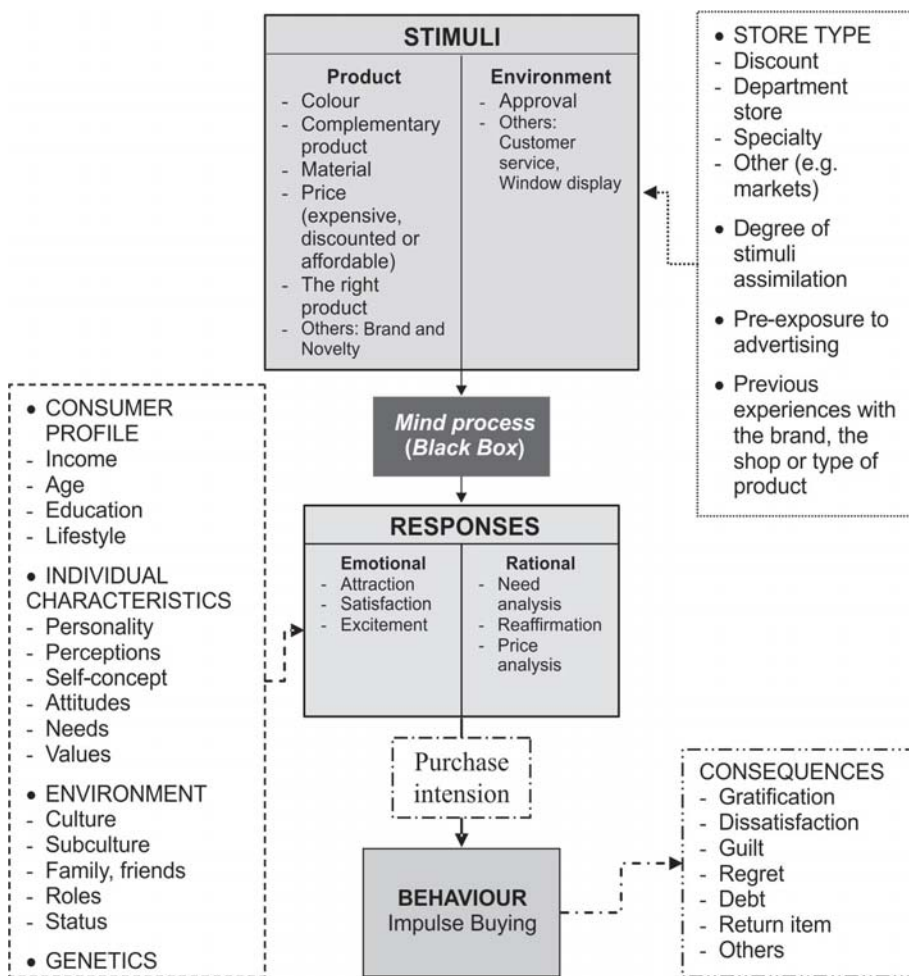 STIMULI
Product
- Colour
- Complementary
product
- Material
- Price
(expensive,
discounted or
affordable)
- The right
product
- Others: Brand and
Novelty
Environment
- Approval
- Others:
Customer
service,
Window display
• STORE TYPE
- Discount
- Department
store
- Specialty
- Other (e.g.
markets)
• Degree of
stimuli
assimilation
• Pre-exposure to
advertising
• Previous
experiences with
the brand, the
shop or type of
product
Mind process
(Black Box)
• CONSUMER
PROFILE
- Income
- Age
- Education
- Lifestyle
• INDIVIDUAL
CHARACTERISTICS
- Personality
- Perceptions
- Self-concept
- Attitudes
- Needs
- Values
• ENVIRONMENT
- Culture
- Subculture
- Family, friends
- Roles
- Status
• GENETICS
RESPONSES
Emotional
- Attraction
- Satisfaction
- Excitement
Rational
- Need
analysis
- Reaffirmation
- Price
analysis
Purchase
intension
BEHAVIOUR
Impulse Buying
CONSEQUENCES
- Gratification
- Dissatisfaction
- Guilt
- Regret
- Debt
- Return item
- Others